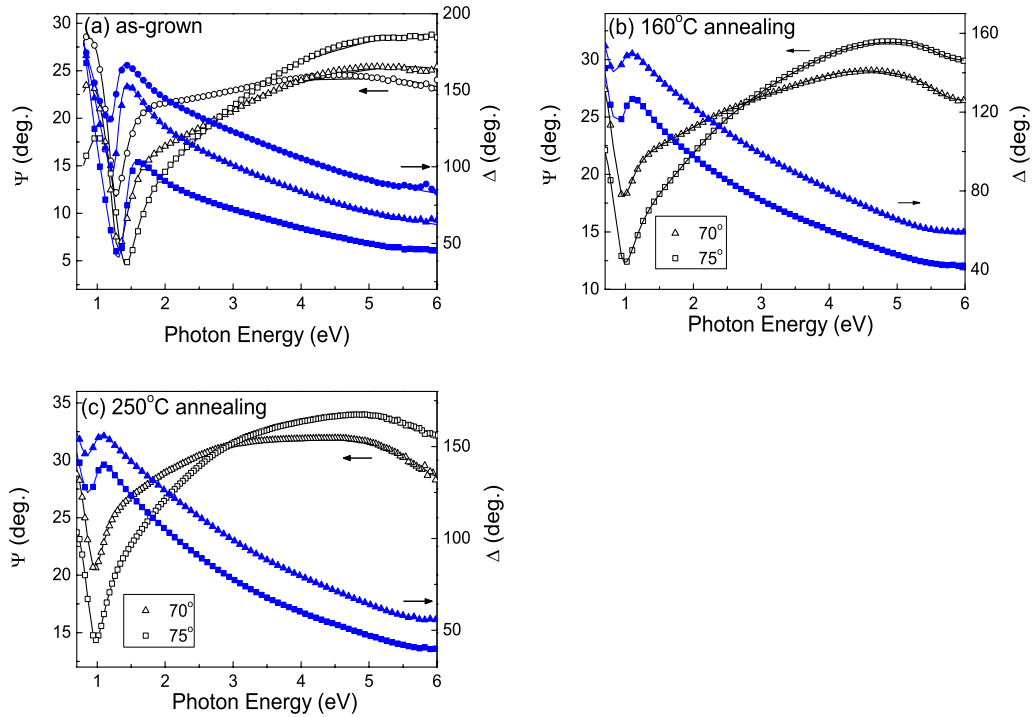 (a) as-grown
30
25
20
15
10
5
Ψ (deg.)
200
150
100
50
Δ (deg.)
1 2 3 4 5 6
Photon Energy (eV)
(b) 160°C annealing
30
25
20
15
10
Ψ (deg.)
160
120
80
40
Δ (deg.)
70°
75°
1 2 3 4 5 6
Photon Energy (eV)
(c) 250°C annealing
35
30
25
20
15
Ψ (deg.)
150
100
50
Δ (deg.)
70°
75°
1 2 3 4 5 6
Photon Energy (eV)